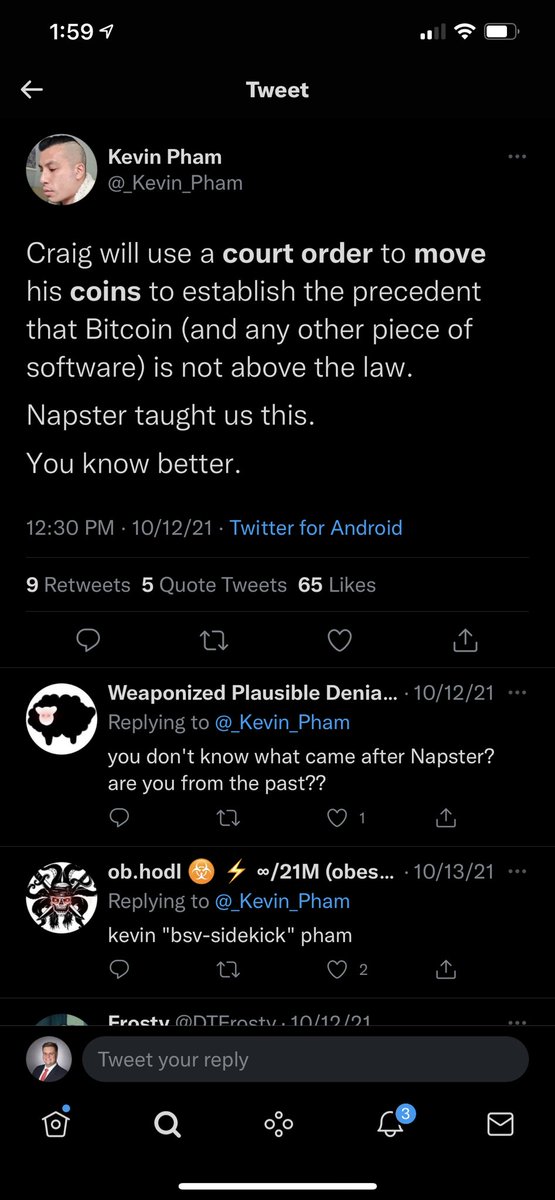 1:59
Tweet
Kevin Pham
@_Kevin_Pham
Craig will use a court order to move
his coins to establish the precedent
that Bitcoin (and any other piece of
software) is not above the law.
Napster taught us this.
You know better.
12:30 PM · 10/12/21 · Twitter for Android
9 Retweets 5 Quote Tweets 65 Likes
Weaponized Plausible Denia... · 10/12/21
Replying to @_Kevin_Pham
you don't know what came after Napster?
are you from the past??
1
ob.hodl ☣️ ⚡ ∞/21M (obes... · 10/13/21
Replying to @_Kevin_Pham
kevin "bsv-sidekick" pham
2
Frosty @DTFrosty · 10/12/21
Tweet your reply
3